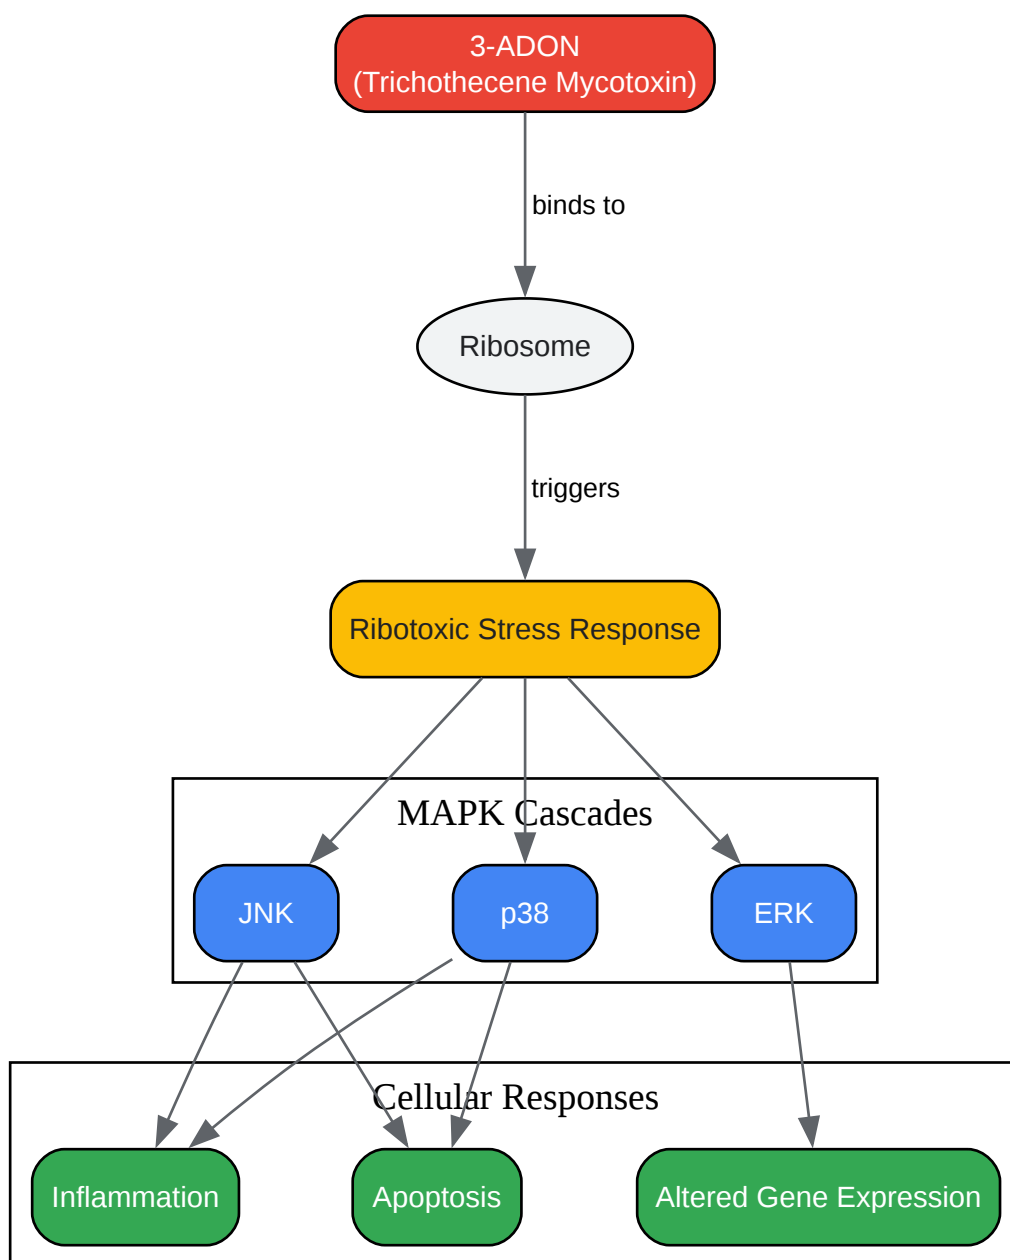 3-ADON
(Trichothecene Mycotoxin)
binds to
Ribosome
triggers
Ribotoxic Stress Response
MAPK Cascades
JNK
p38
ERK
Cellular Responses
Inflammation
Apoptosis
Altered Gene Expression